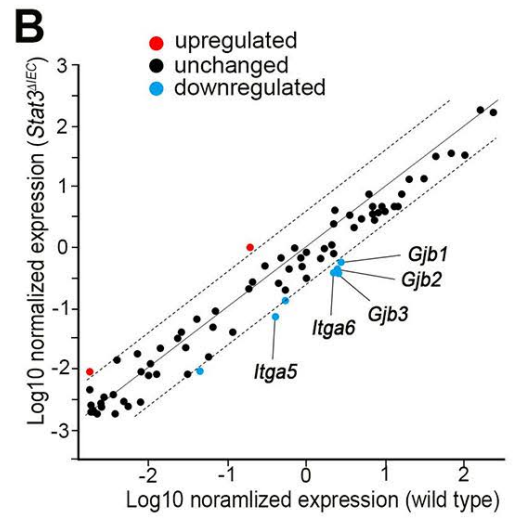 B
upregulated
unchanged
downregulated
Log10 normalized expression (Stat3ΔIEC)
3
2
1
0
-1
-2
-3
Gjb1
Gjb2
Gjb3
Itga6
Itga5
-2 -1 0 1 2
Log10 noramlized expression (wild type)